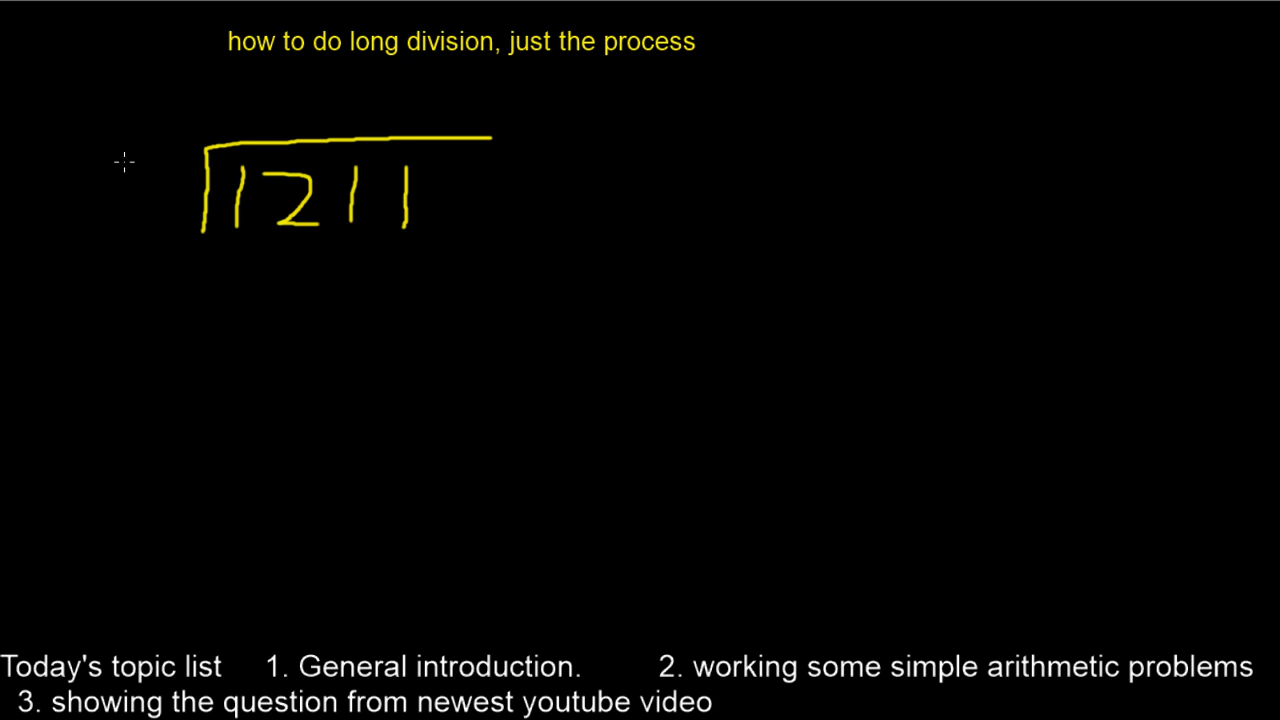 how to do long division, just the process
1211
Today's topic list 1. General introduction. 2. working some simple arithmetic problems
3. showing the question from newest youtube video